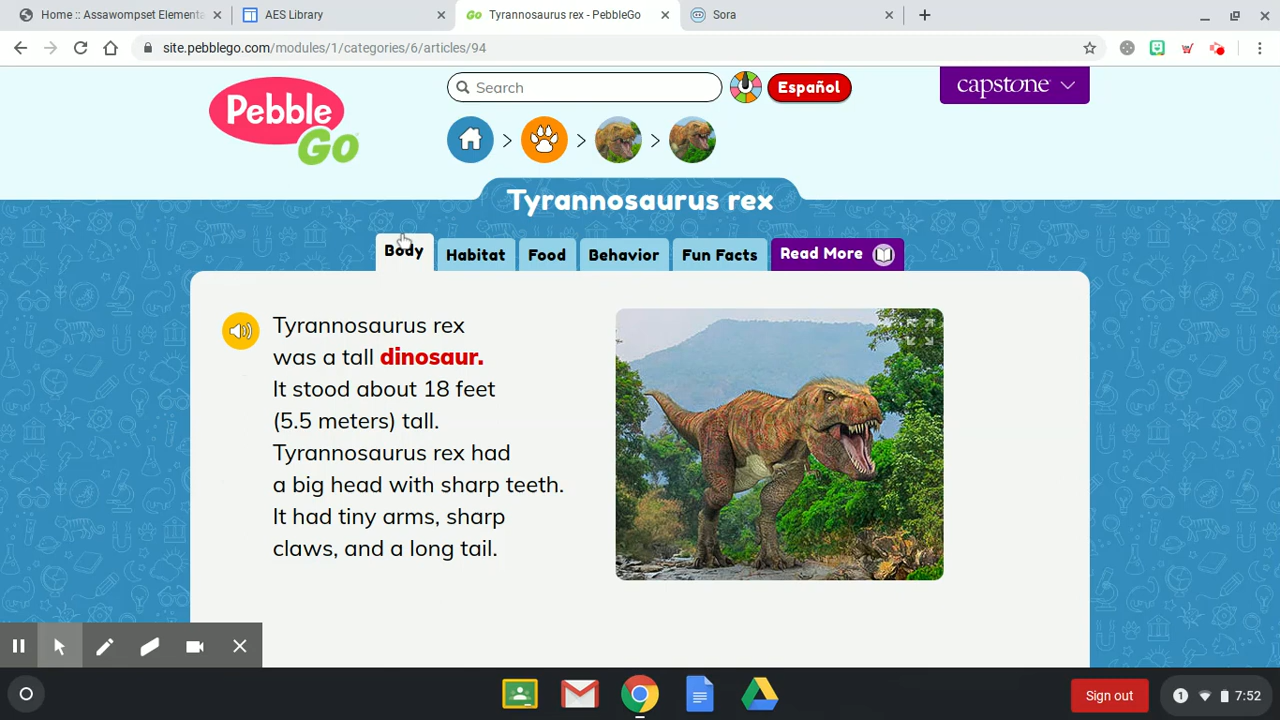 Home :: Assawompset Elementa
AES Library
Tyrannosaurus rex - PebbleGo
Sora
site.pebblego.com/modules/1/categories/6/articles/94
Pebble
Go
Search
Español
capstone
Tyrannosaurus rex
Body
Habitat
Food
Behavior
Fun Facts
Read More
Tyrannosaurus rex
was a tall dinosaur.
It stood about 18 feet
(5.5 meters) tall.
Tyrannosaurus rex had
a big head with sharp teeth.
It had tiny arms, sharp
claws, and a long tail.
Sign out
1
7:52